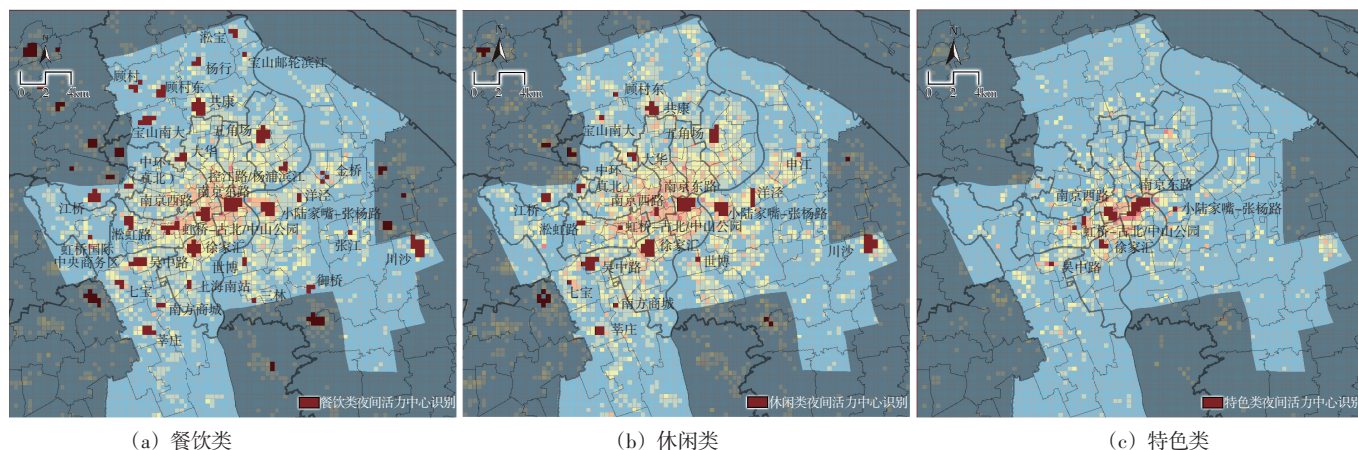 N
0 2 4km
淞宝
宝山邮轮滨江
杨行
顾村
顾村东
共康
宝山南大
五角场
大华
中环
(真北)
控江路/杨浦滨江
金桥
南京东路
洋泾
南京西路
江桥
小陆家嘴-张杨路
虹桥-古北/中山公园
淞虹路
虹桥国际
中央商务区
徐家汇
张江
川沙
吴中路
世博
御桥
七宝
上海南站
三林
南方商城
莘庄
餐饮类夜间活力中心识别
(a) 餐饮类
N
0 2 4km
顾村东
共康
宝山南大
五角场
大华
中环
(真北)
申江
南京东路
洋泾
南京西路
江桥
小陆家嘴-张杨路
虹桥-古北/中山公园
淞虹路
徐家汇
川沙
吴中路
世博
七宝
南方商城
莘庄
休闲类夜间活力中心识别
(b) 休闲类
N
0 2 4km
南京东路
南京西路
小陆家嘴-张杨路
虹桥-古北/中山公园
徐家汇
吴中路
特色类夜间活力中心识别
(c) 特色类